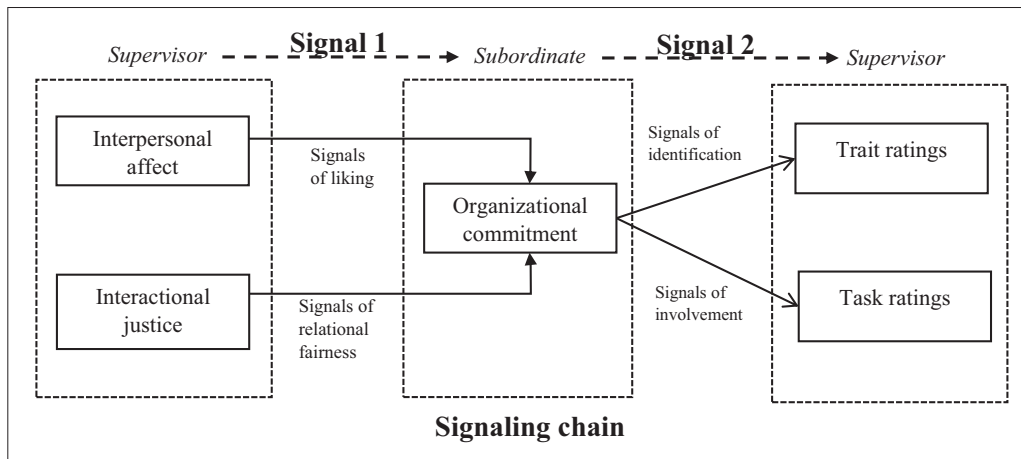 Supervisor
Signal 1
Subordinate
Signal 2
Supervisor
Interpersonal
affect
Signals
of liking
Organizational
commitment
Signals of
identification
Trait ratings
Interactional
justice
Signals of
relational
fairness
Signals of
involvement
Task ratings
Signaling chain